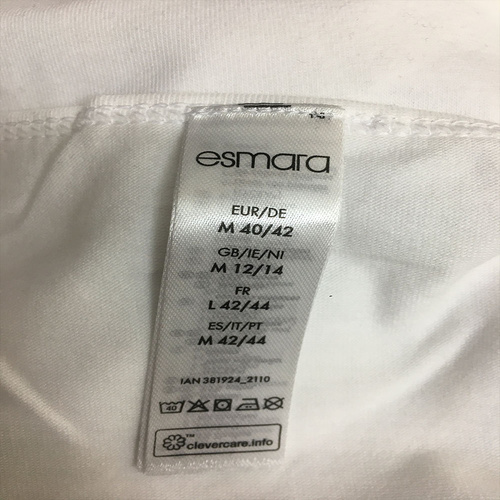 esmara
EUR/DE
M 40/42
GB/IE/NI
M 12/14
FR
L 42/44
ES/IT/PT
M 42/44
IAN 381924_2110
40
clevercare.info